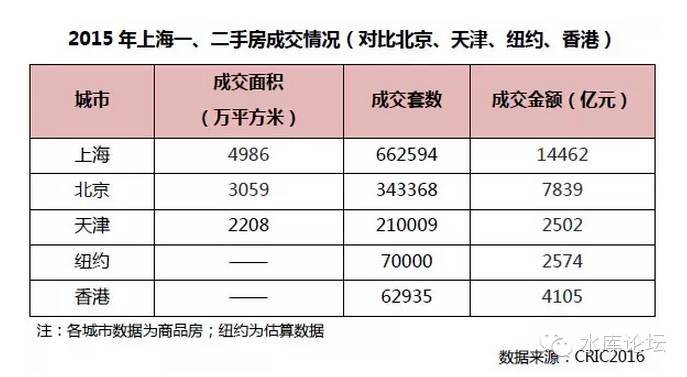 2015年上海一、二手房成交情况（对比北京、天津、纽约、香港）
城市 成交面积（万平方米） 成交套数 成交金额（亿元）
上海 4986 662594 14462
北京 3059 343368 7839
天津 2208 210009 2502
纽约 —— 70000 2574
香港 —— 62935 4105
注：各城市数据为商品房；纽约为估算数据
水库论坛
数据来源：CRIC2016